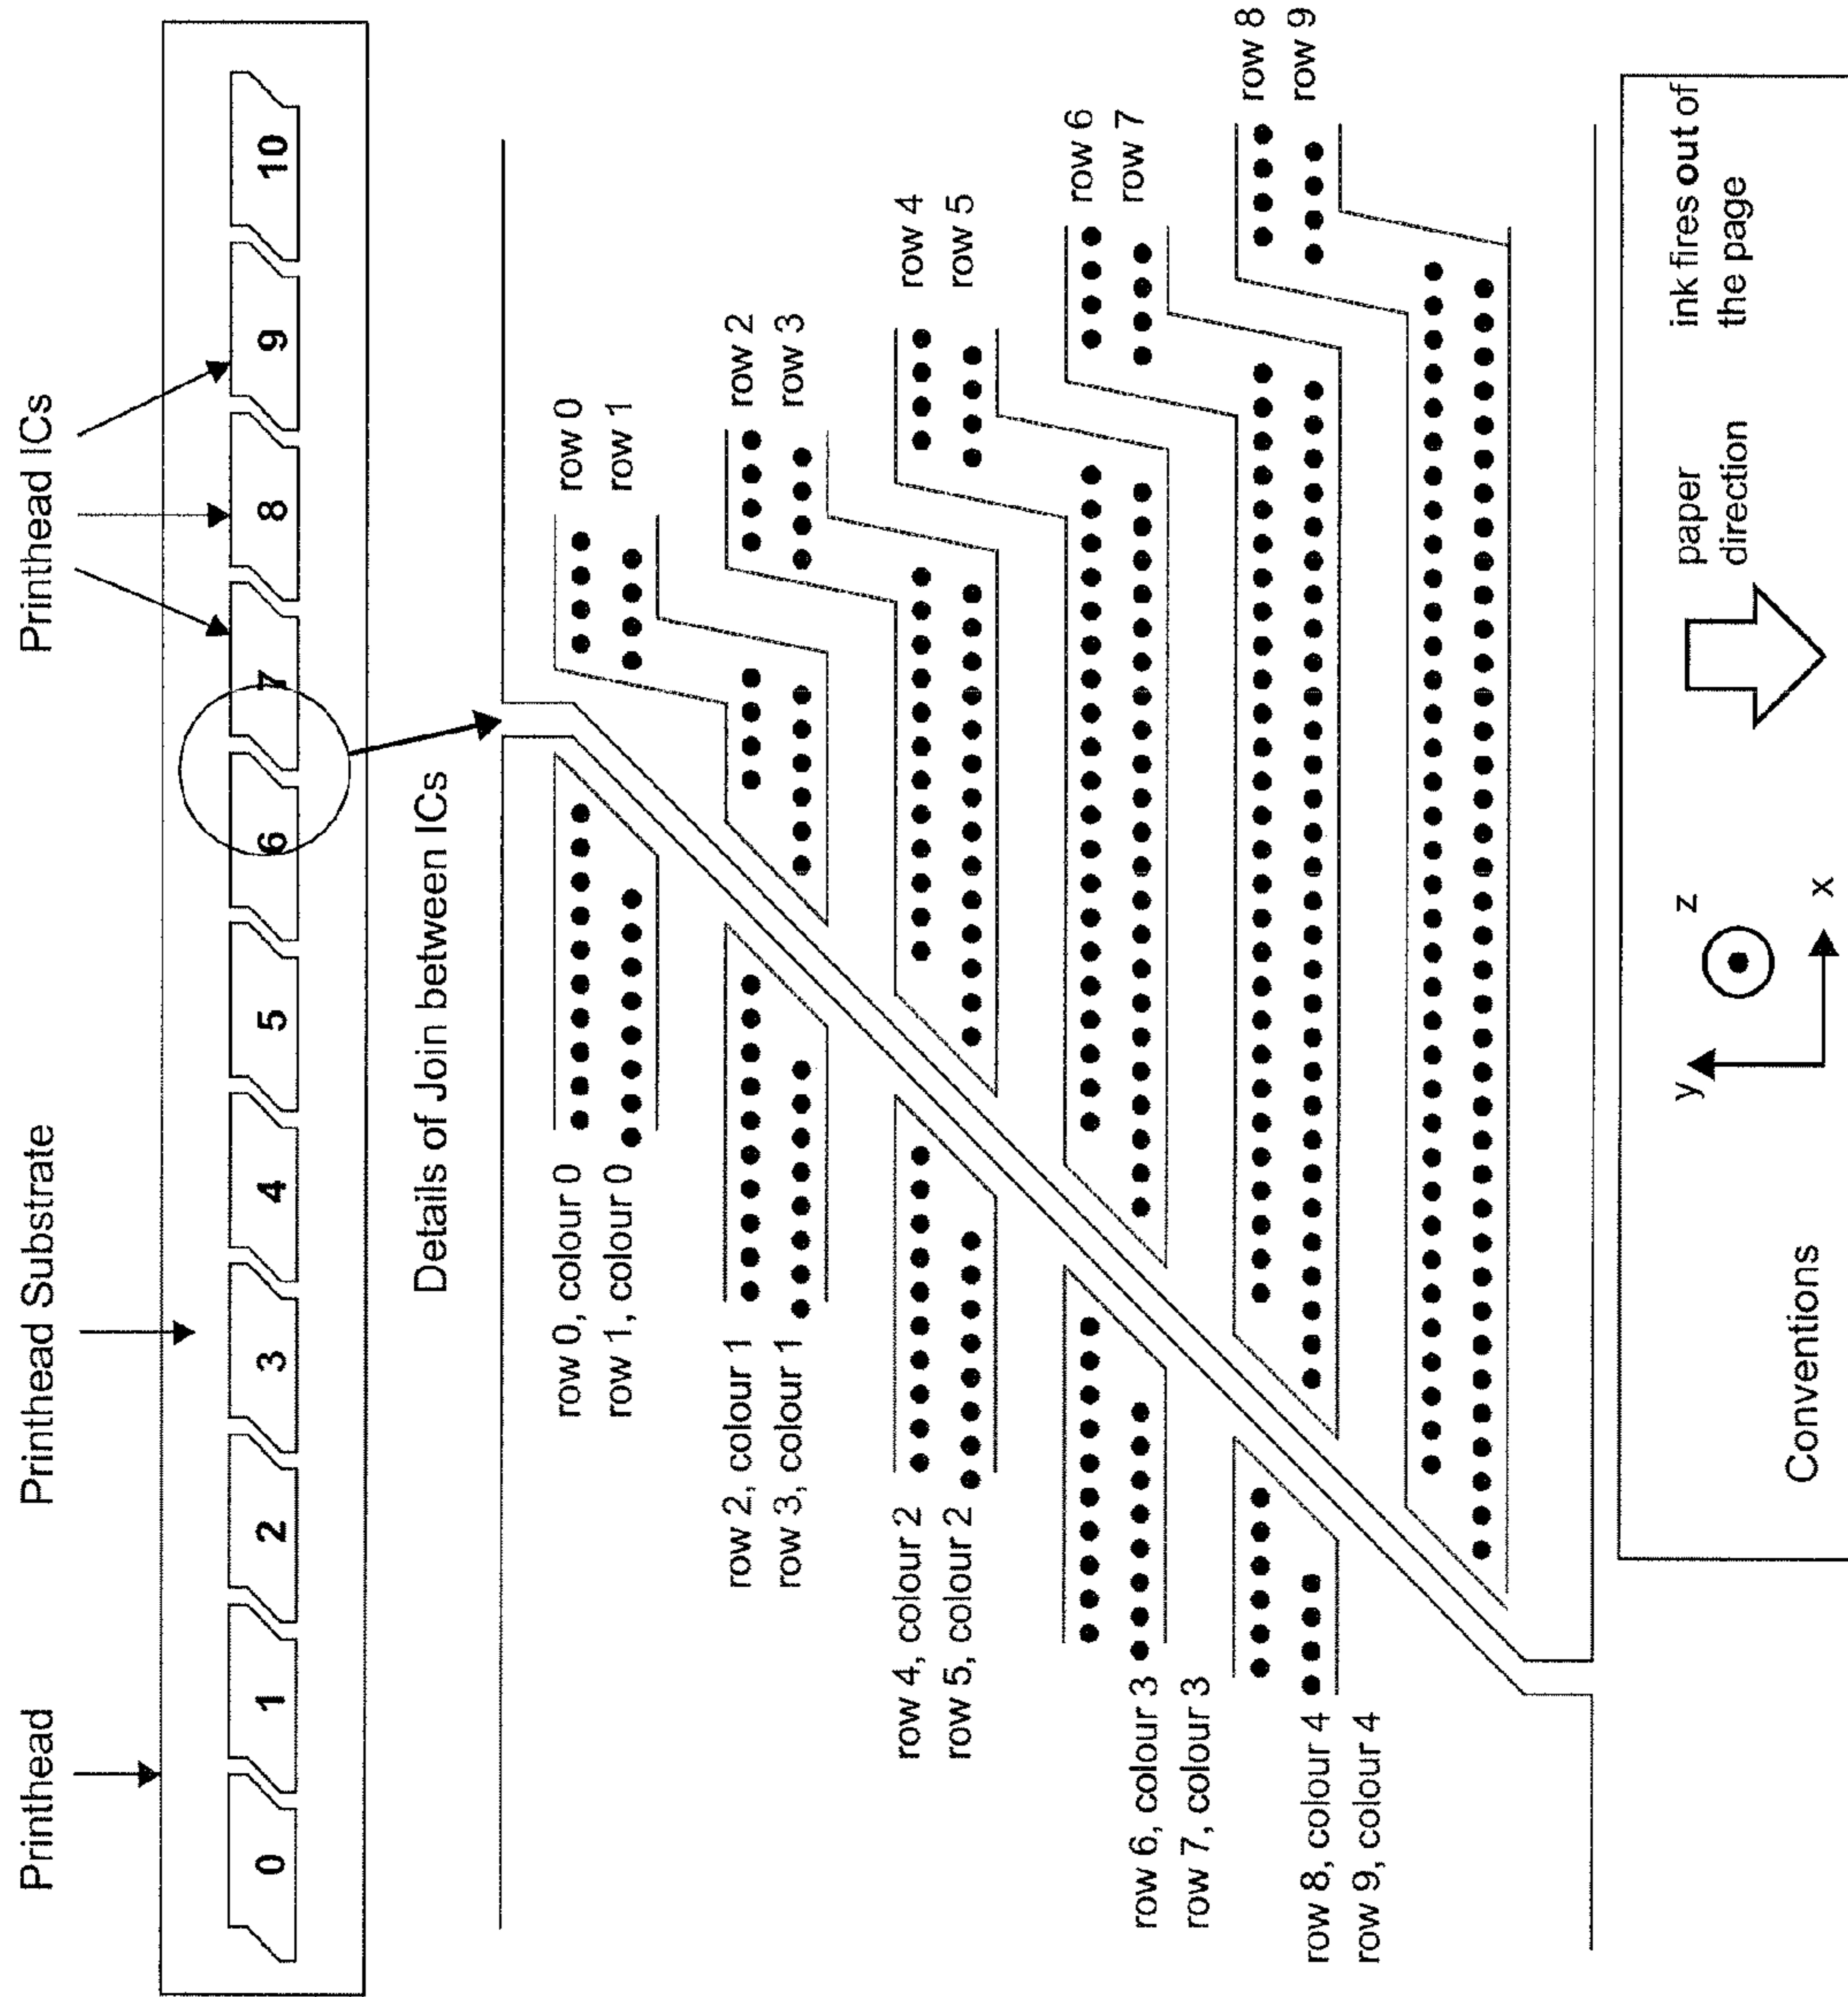 Printhead
Printhead Substrate
Printhead ICs
0
1
2
3
4
5
6
7
8
9
10
Details of Join between ICs
row 0, colour 0
row 1, colour 0
row 0
row 1
row 2, colour 1
row 3, colour 1
row 2
row 3
row 4, colour 2
row 5, colour 2
row 4
row 5
row 6, colour 3
row 7, colour 3
row 6
row 7
row 8, colour 4
row 9, colour 4
row 8
row 9
Conventions
y
z
x
paper
direction
ink fires out of
the page